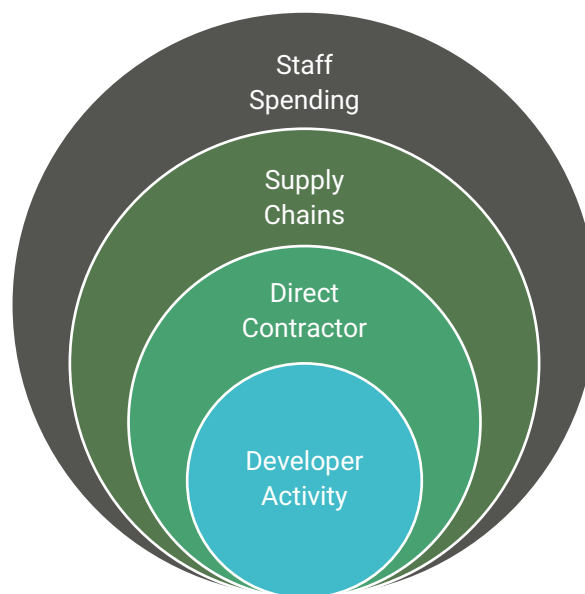 Staff
Spending
Supply
Chains
Direct
Contractor
Developer
Activity